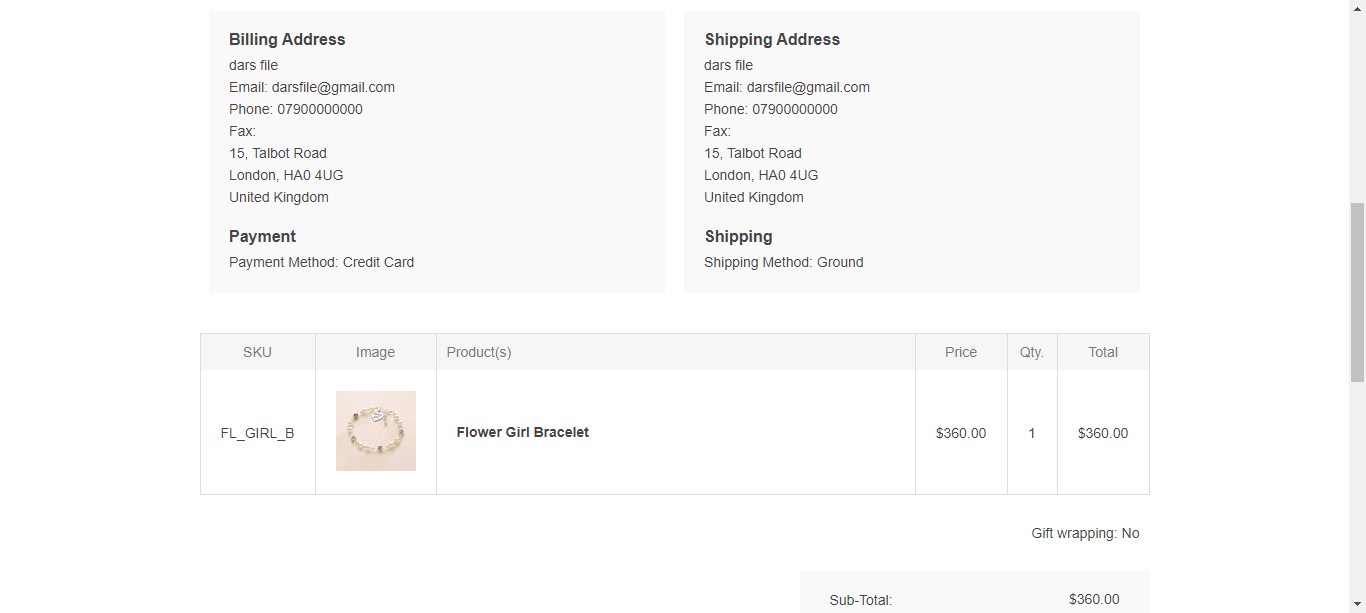 Billing Address
dars file
Email: darsfile@gmail.com
Phone: 07900000000
Fax:
15, Talbot Road
London, HA0 4UG
United Kingdom
Payment
Payment Method: Credit Card
Shipping Address
dars file
Email: darsfile@gmail.com
Phone: 07900000000
Fax:
15, Talbot Road
London, HA0 4UG
United Kingdom
Shipping
Shipping Method: Ground
SKU Image Product(s) Price Qty. Total
FL_GIRL_B Flower Girl Bracelet $360.00 1 $360.00
Gift wrapping: No
Sub-Total: $360.00